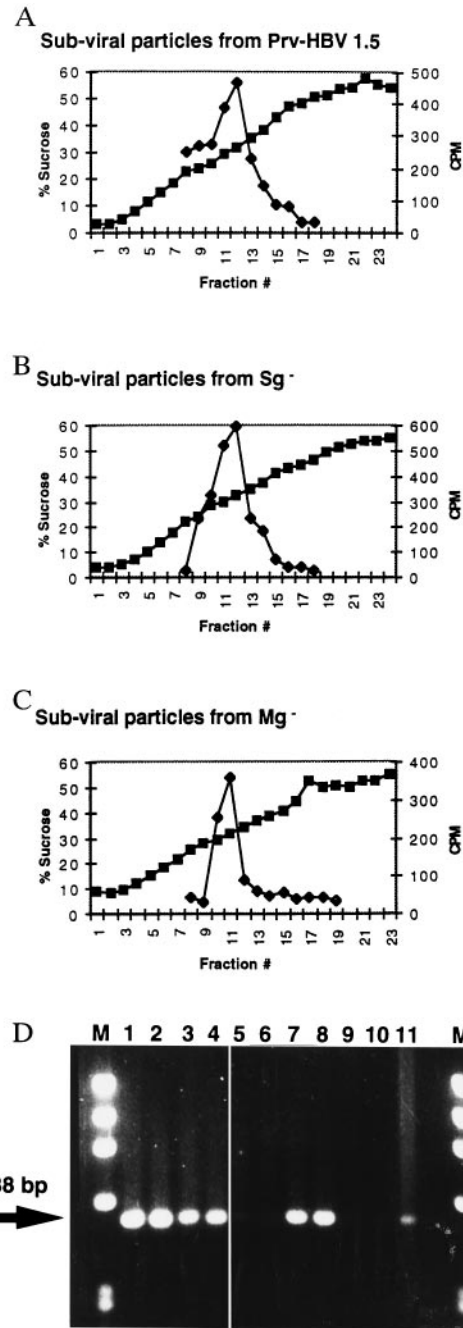 A
Sub-viral particles from Prv-HBV 1.5
60
50
40
30
20
10
0
% Sucrose
500
400
300
200
100
0
CPM
1 3 5 7 9 11 13 15 17 19 21 23
Fraction #
B
Sub-viral particles from Sg -
60
50
40
30
20
10
0
% Sucrose
600
500
400
300
200
100
0
CPM
1 3 5 7 9 11 13 15 17 19 21 23
Fraction #
C
Sub-viral particles from Mg -
60
50
40
30
20
10
0
% Sucrose
400
300
200
100
0
CPM
1 3 5 7 9 11 13 15 17 19 21 23
Fraction #
D
M 1 2 3 4 5 6 7 8 9 10 11 M
38 bp